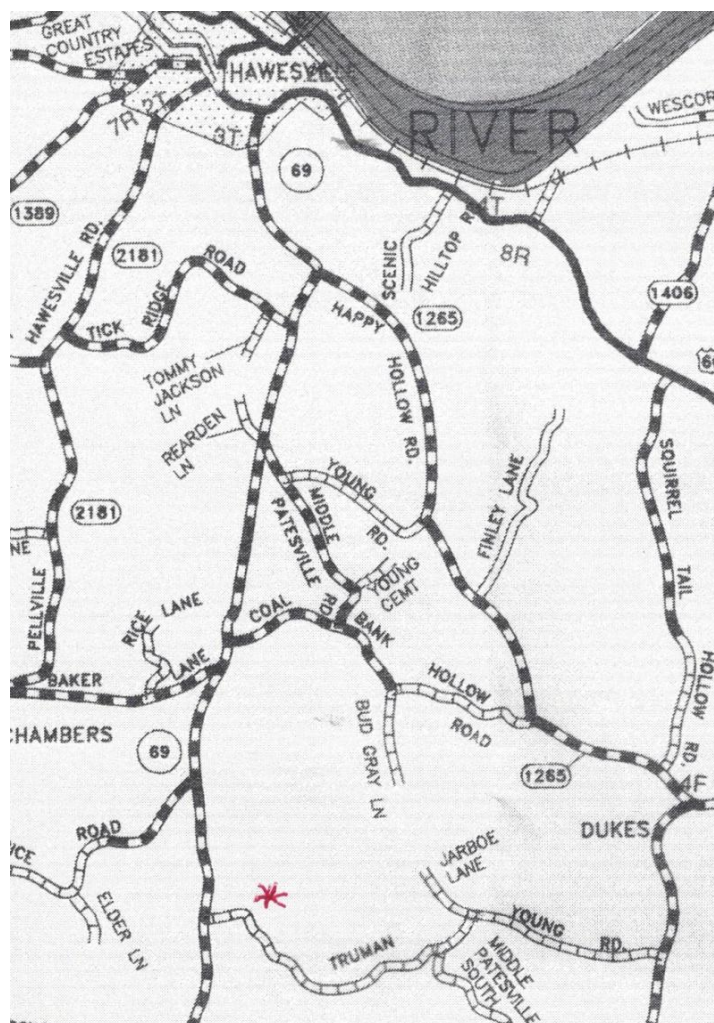 GREAT
COUNTRY
ESTATES
HAWESVILLE
RIVER
WESCOR
7R
2T
3T
69
1389
HAWESVILLE RD.
2181
TICK RIDGE ROAD
SCENIC
HILLTOP
4T
8R
1265
1406
HAPPY HOLLOW RD.
TOMMY
JACKSON
LN
REARDEN
LN
YOUNG RD.
MIDDLE
PATESVILLE
RD
FINLEY LANE
SQUIRREL TAIL HOLLOW RD.
2181
NE
PELLVILLE
YOUNG
CEMT
RICE LANE
COAL BANK HOLLOW ROAD
BAKER LANE
CHAMBERS
69
BUD GRAY LN
1265
4F
DUKES
ROAD
ICE
ELDER LN
JARBOE
LANE
YOUNG RD.
TRUMAN
MIDDLE
PATESVILLE
SOUTH